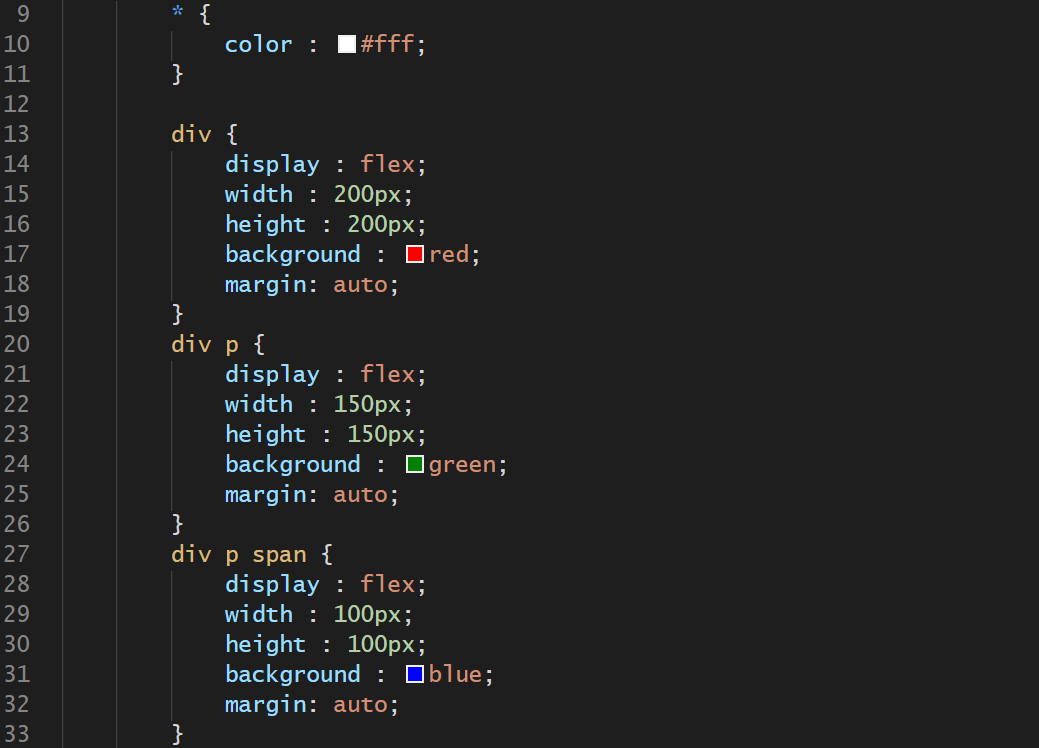 9 * {
10 color : #fff;
11 }
12
13 div {
14 display : flex;
15 width : 200px;
16 height : 200px;
17 background : red;
18 margin: auto;
19 }
20 div p {
21 display : flex;
22 width : 150px;
23 height : 150px;
24 background : green;
25 margin: auto;
26 }
27 div p span {
28 display : flex;
29 width : 100px;
30 height : 100px;
31 background : blue;
32 margin: auto;
33 }